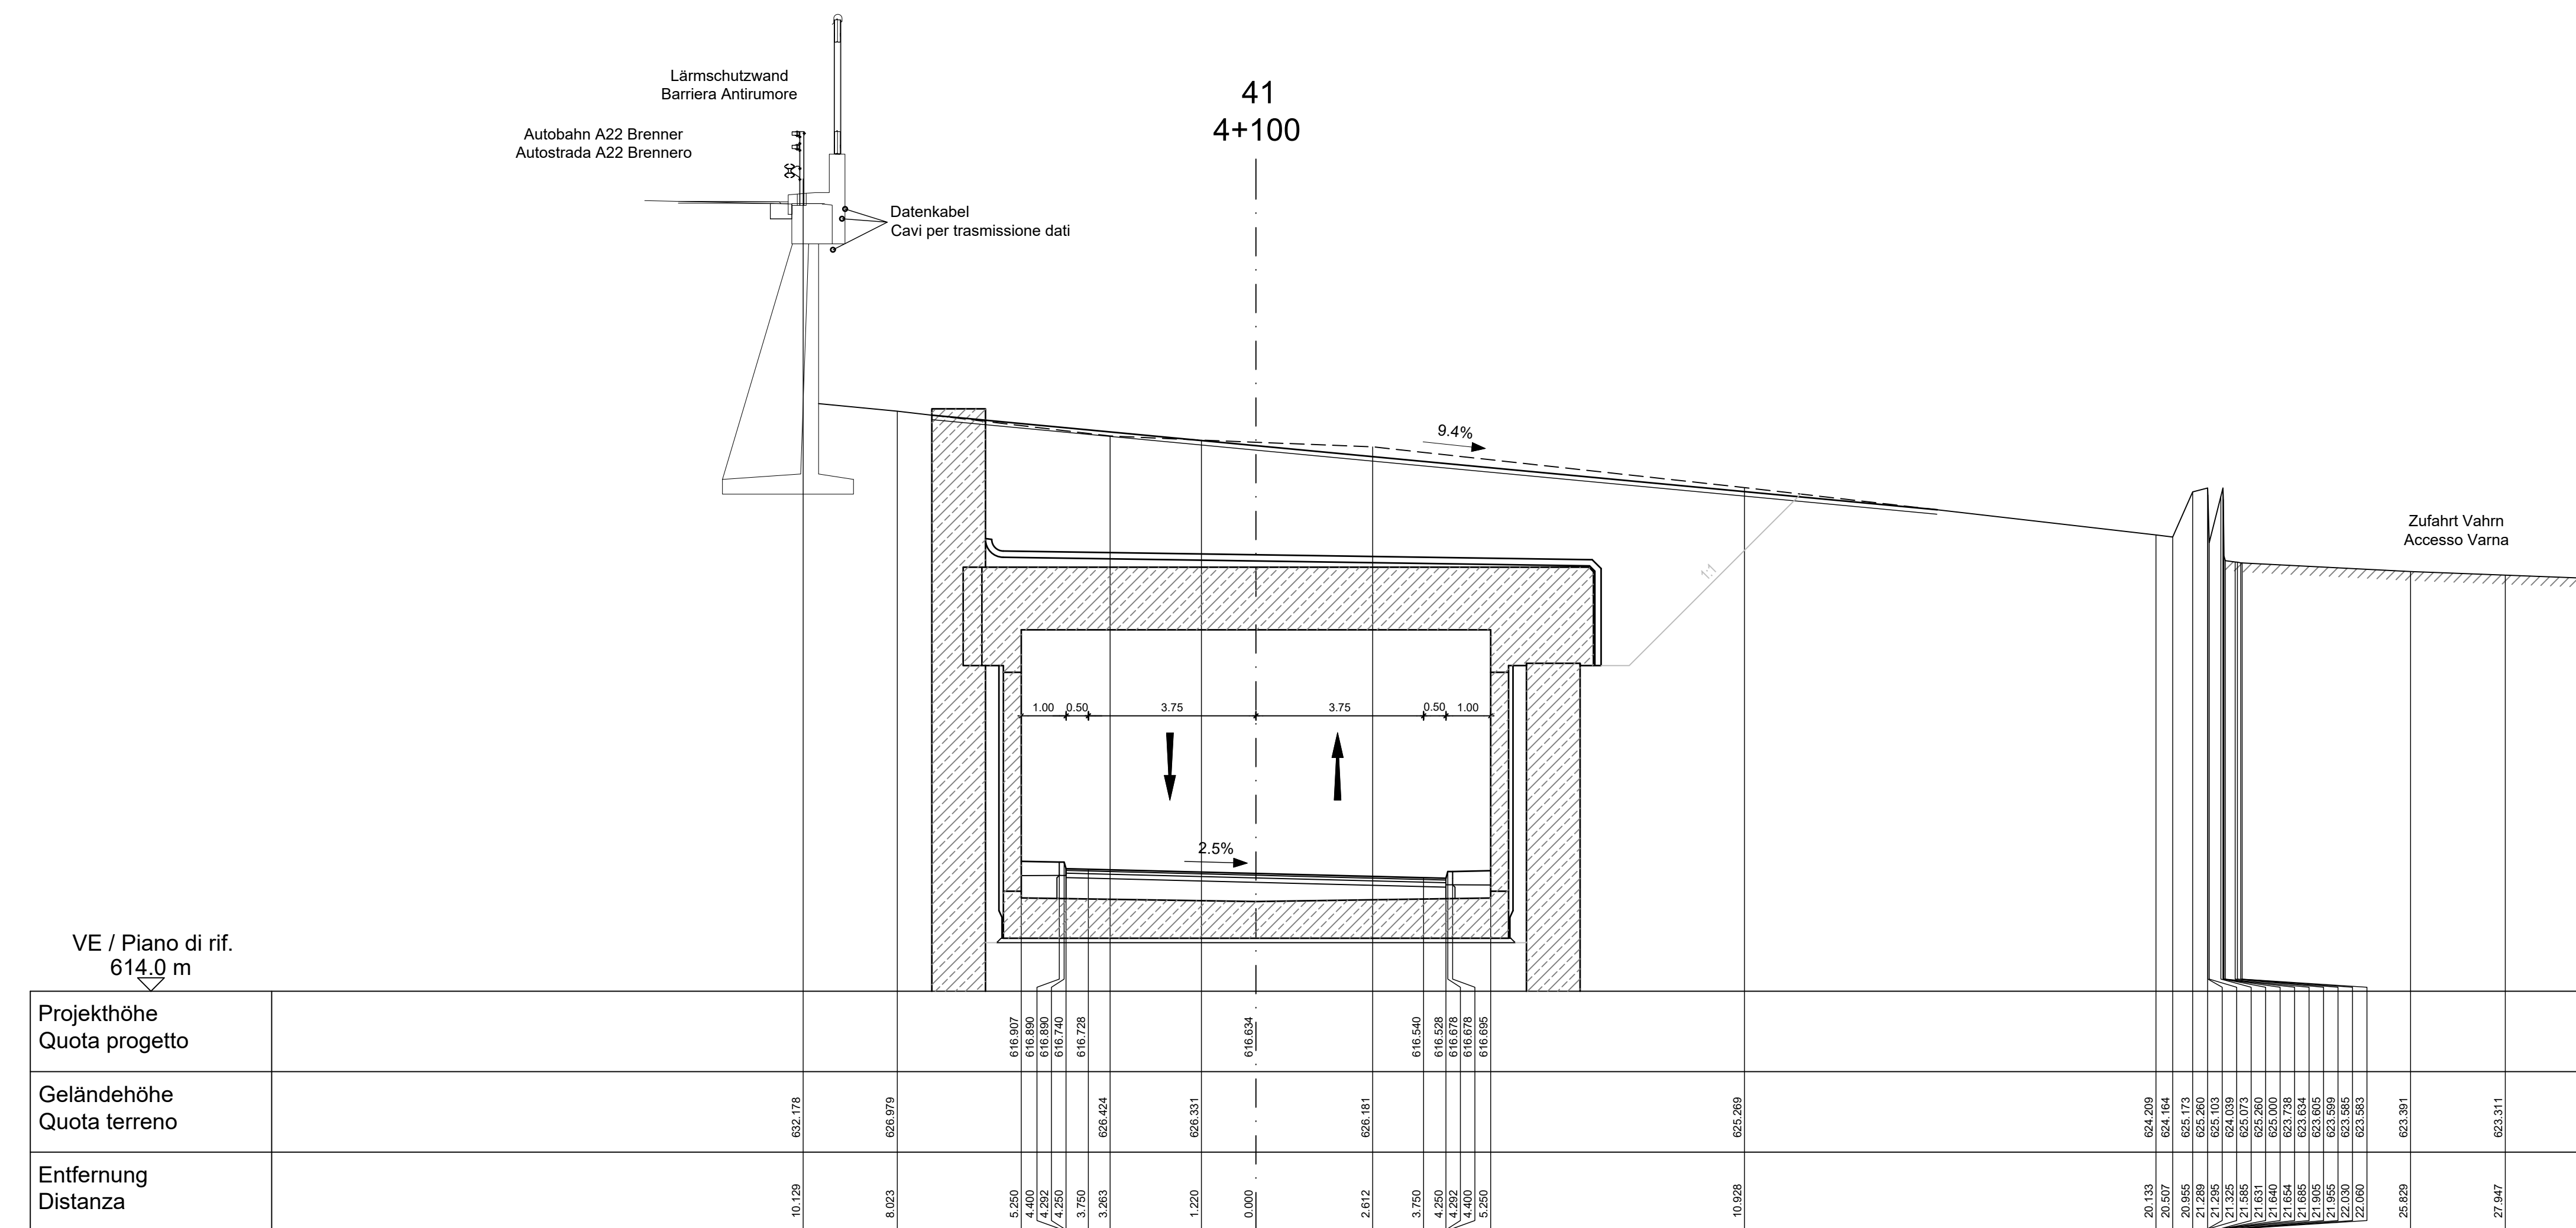 Lärmschutzwand
Barriera Antirumore
41
4+100
Autobahn A22 Brenner
Autostrada A22 Brennero
Datenkabel
Cavi per trasmissione dati
9.4%
Zufahrt Vahrn
Accesso Varna
1:1
1.00 0.50 3.75 3.75 0.50 1.00
2.5%
VE / Piano di rif.
614.0 m
Projekthöhe
Quota progetto
616.907 616.890 616.890 616.740 616.728 616.634 616.540 616.528 616.678 616.678 616.695
Geländehöhe
Quota terreno
632.178 626.979 626.424 626.331 626.181 625.269 624.209 624.164 625.173 625.260 625.103 624.039 625.073 625.260 625.000 623.738 623.634 623.605 623.599 623.585 623.583 623.391 623.311
Entfernung
Distanza
10.129 8.023 5.250 4.400 4.292 4.250 3.750 3.263 1.220 0.000 2.612 3.750 4.250 4.292 4.400 5.250 10.928 20.133 20.507 20.955 21.289 21.295 21.325 21.585 21.631 21.640 21.654 21.685 21.905 21.955 22.030 22.060 25.829 27.947